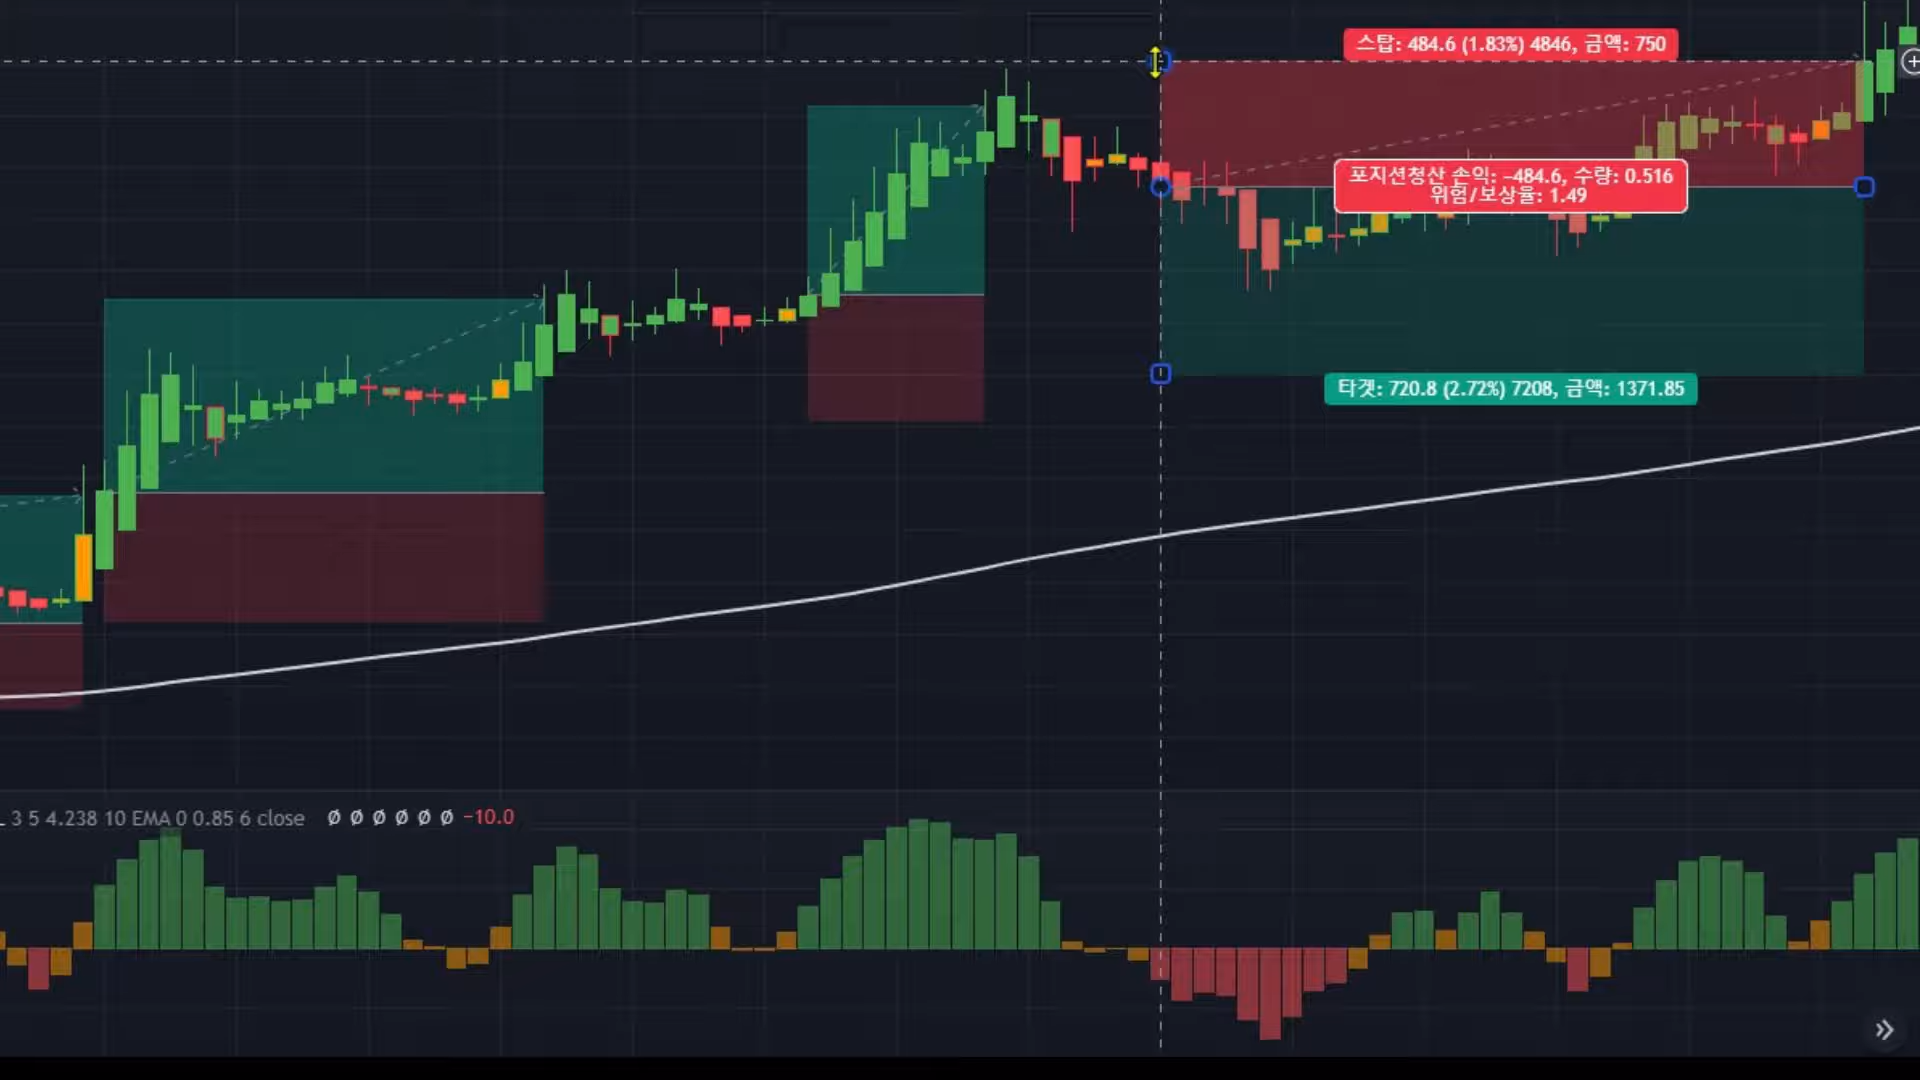 스탑: 484.6 (1.83%) 4846, 금액: 750
포지션청산 손익: −484.6, 수량: 0.516
위험/보상율: 1.49
타겟: 720.8 (2.72%) 7208, 금액: 1371.85
3 5 4.238 10 EMA 0 0.85 6 close Ø Ø Ø Ø Ø Ø −10.0